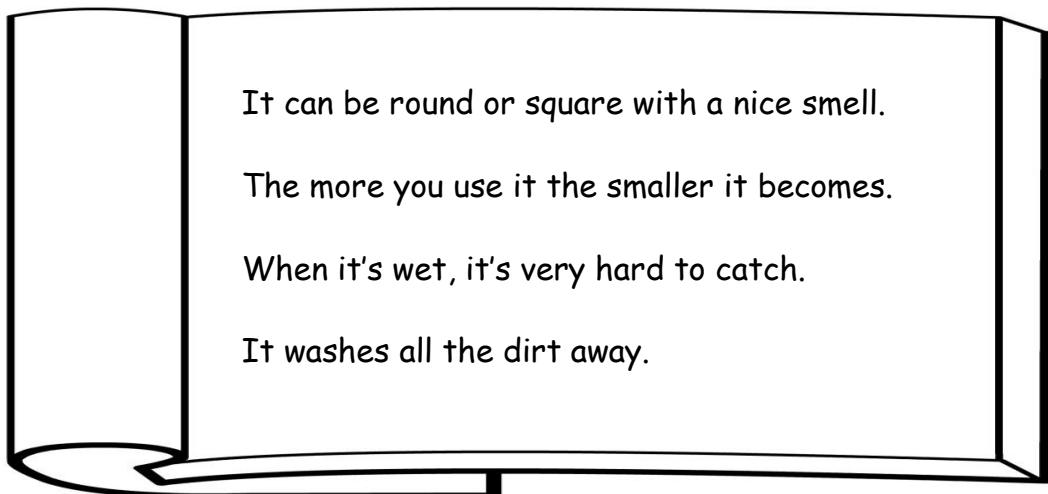 It can be round or square with a nice smell.
The more you use it the smaller it becomes.
When it’s wet, it’s very hard to catch.
It washes all the dirt away.